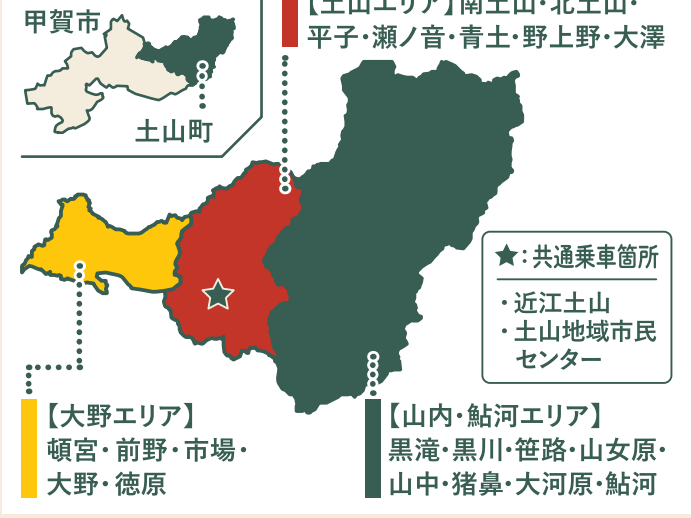 甲賀市
土山町
【土山エリア】南土山・北土山・
平子・瀬ノ音・青土・野上野・大澤
★：共通乗車箇所
・近江土山
・土山地域市民
センター
【大野エリア】
頓宮・前野・市場・
大野・徳原
【山内・鮎河エリア】
黒滝・黒川・笹路・山女原・
山中・猪鼻・大河原・鮎河